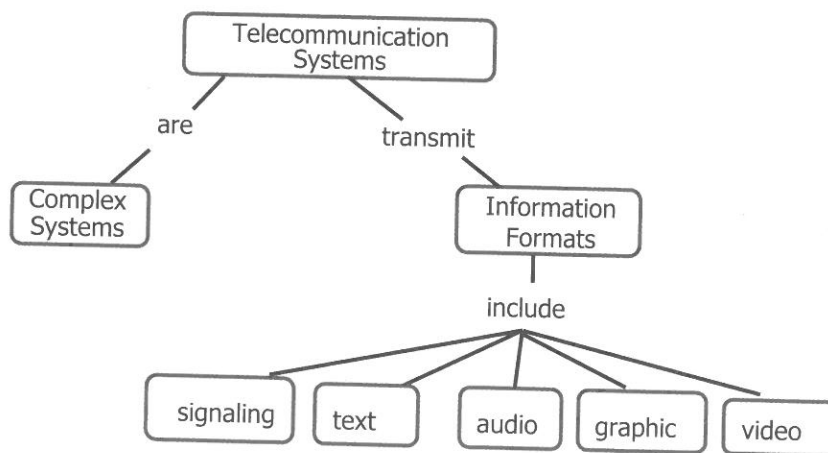 Telecommunication
Systems
are
transmit
Complex
Systems
Information
Formats
include
signaling
text
audio
graphic
video